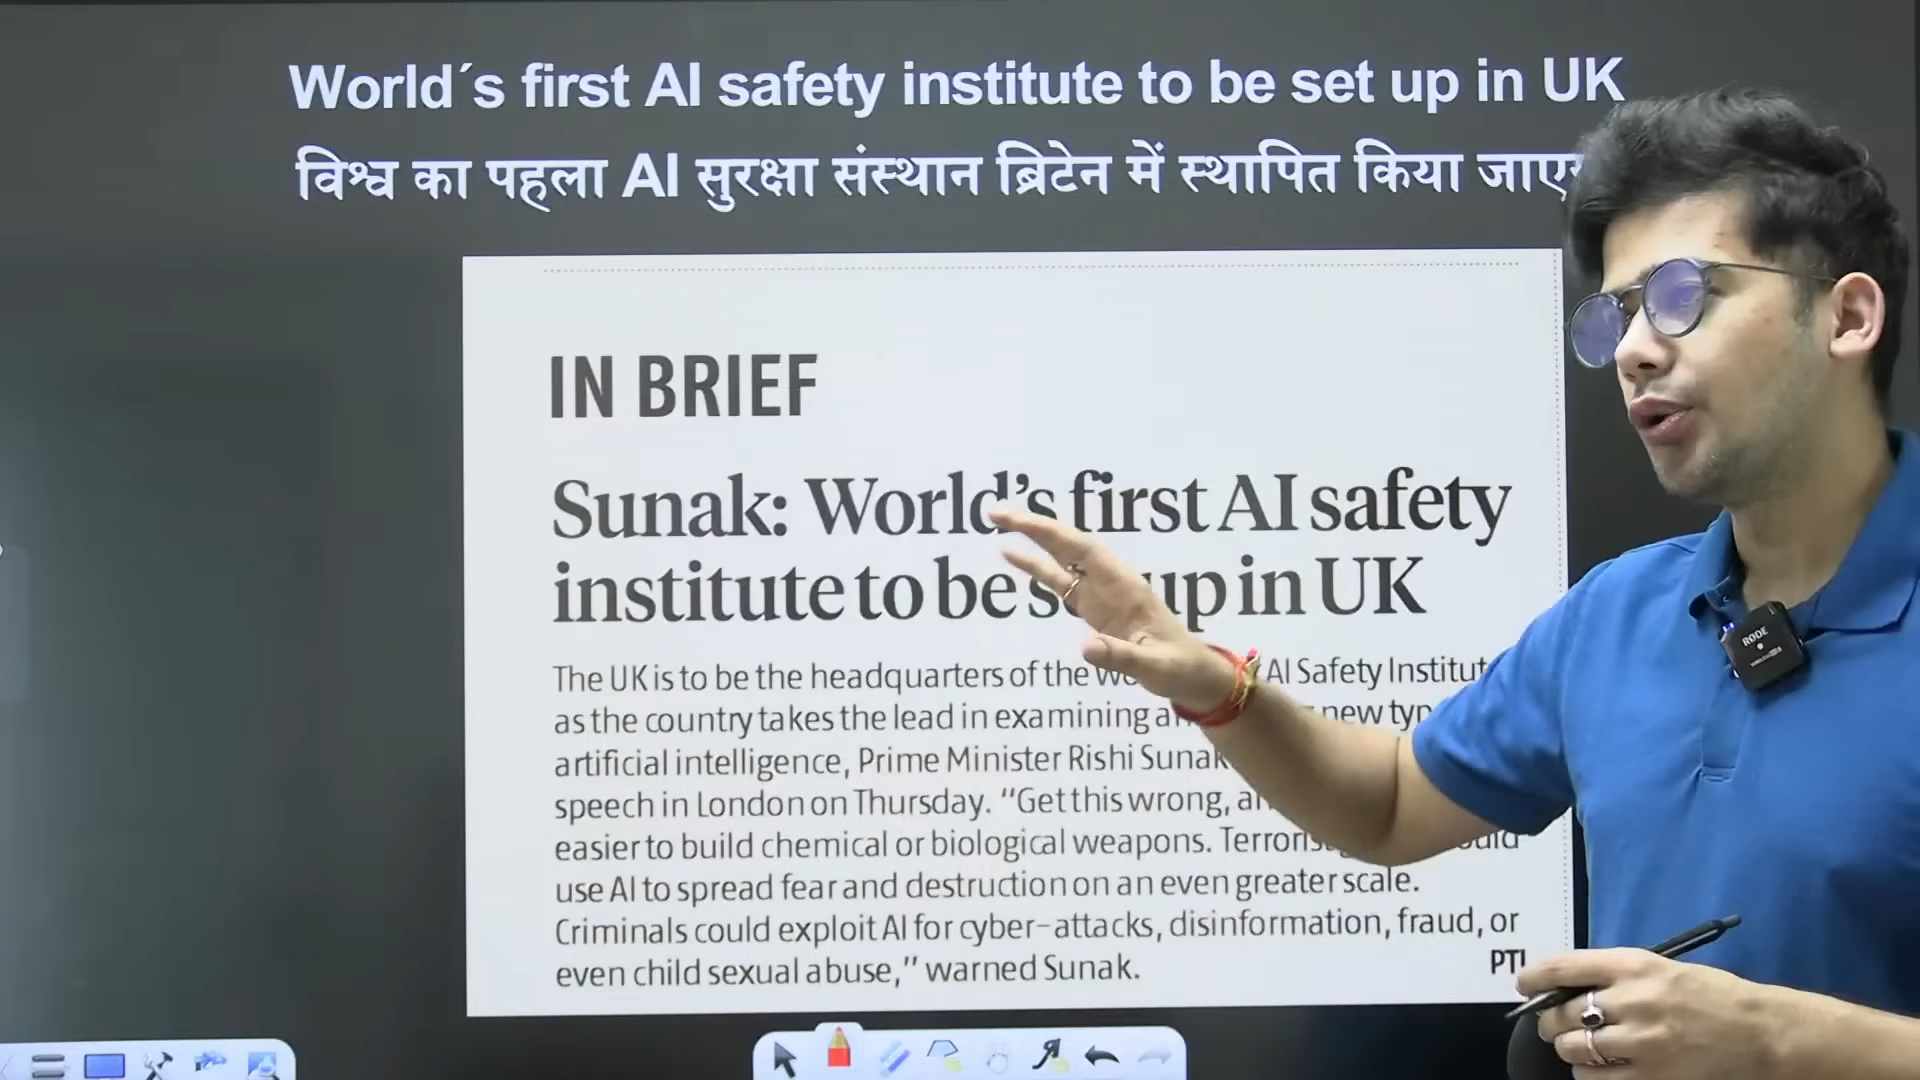 World´s first AI safety institute to be set up in UK
विश्व का पहला AI सुरक्षा संस्थान ब्रिटेन में स्थापित किया
IN BRIEF
Sunak: World's first AI safety
institute to be up in UK
The UK is to be the headquarters of the AI Safety
as the country takes the lead in examining new
artificial intelligence, Prime Minister Rishi Sunak
speech in London on Thursday. “Get this wrong,
easier to build chemical or biological weapons.
use AI to spread fear and destruction on an even greater scale.
Criminals could exploit AI for cyber-attacks, disinformation, fraud, or
even child sexual abuse,” warned Sunak.
PTI
RODE